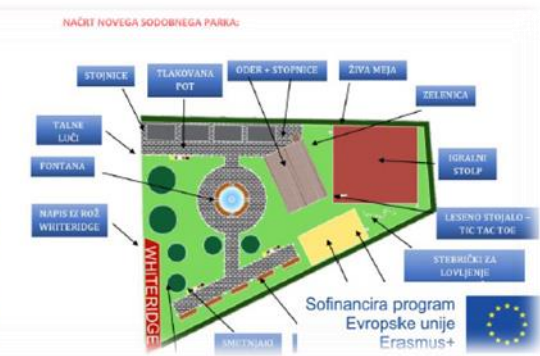 NAČRT NOVEGA SODOBNEGA PARKA:
STOJNICE
TLAKOVANA
POT
ODER + STOPNICE
ŽIVA MEJA
ZELENICA
TALNE
LUČI
FONTANA
IGRALNI
STOLP
NAPIS IZ ROŽ
WHITERIDGE
LESENO STOJALO –
TIC TAC TOE
STEBRIČKI ZA
LOVLJENJE
WHITERIDGE
SMETNJAKI
Sofinancira program
Evropske unije
Erasmus+